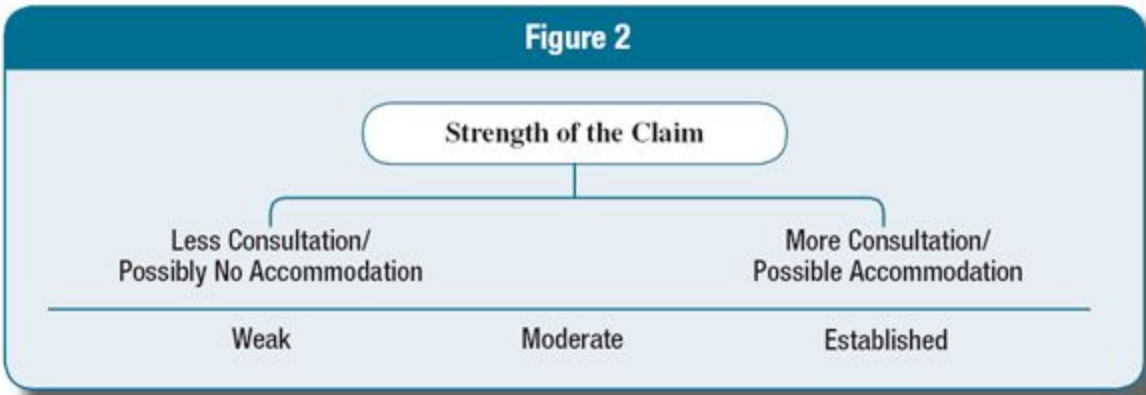 Figure 2
Strength of the Claim
Less Consultation/
Possibly No Accommodation
More Consultation/
Possible Accommodation
Weak
Moderate
Established